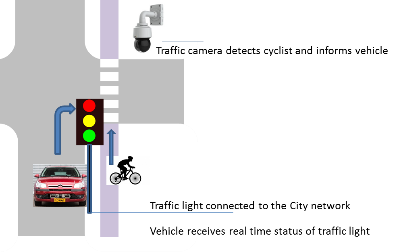 Traffic camera detects cyclist and informs vehicle
Traffic light connected to the City network
Vehicle receives real time status of traffic light